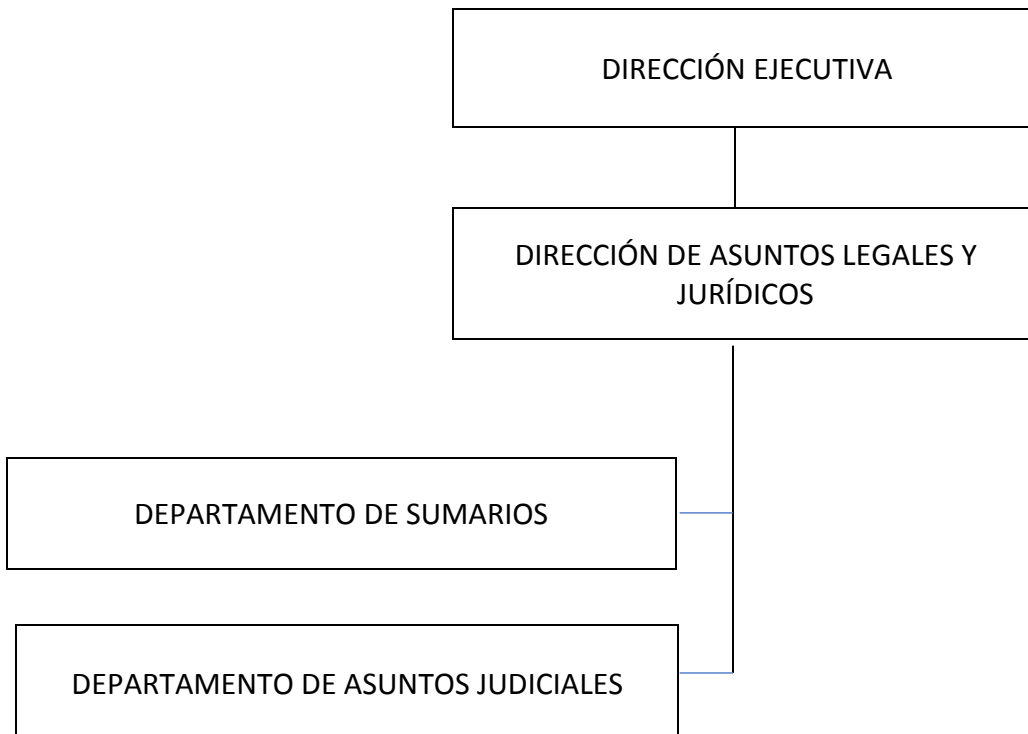 DIRECCIÓN EJECUTIVA
DIRECCIÓN DE ASUNTOS LEGALES Y
JURÍDICOS
DEPARTAMENTO DE SUMARIOS
DEPARTAMENTO DE ASUNTOS JUDICIALES